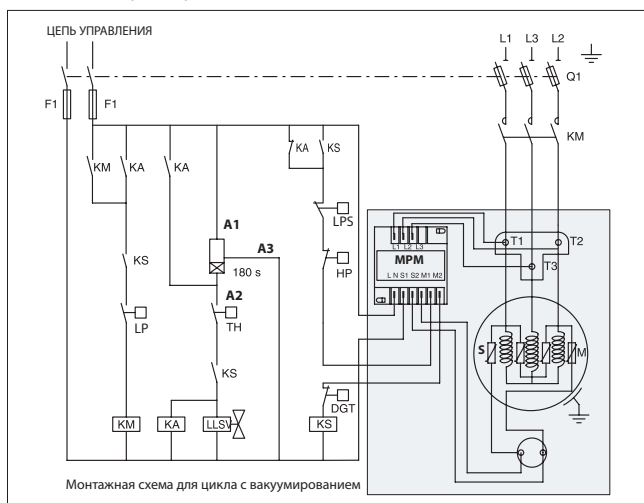 ЦЕПЬ УПРАВЛЕНИЯ
L1 L3 L2
Q1
F1 F1
KM
KM KA KA KA KS
A1 A3 LPS
180 s HP
L1 L2 L3
MPM
L N S1 S2 M1 M2
T1 T2
T3
KS A2
LP TH
S M
KS
DGT
KM KA LLSV KS
Монтажная схема для цикла с вакуумированием